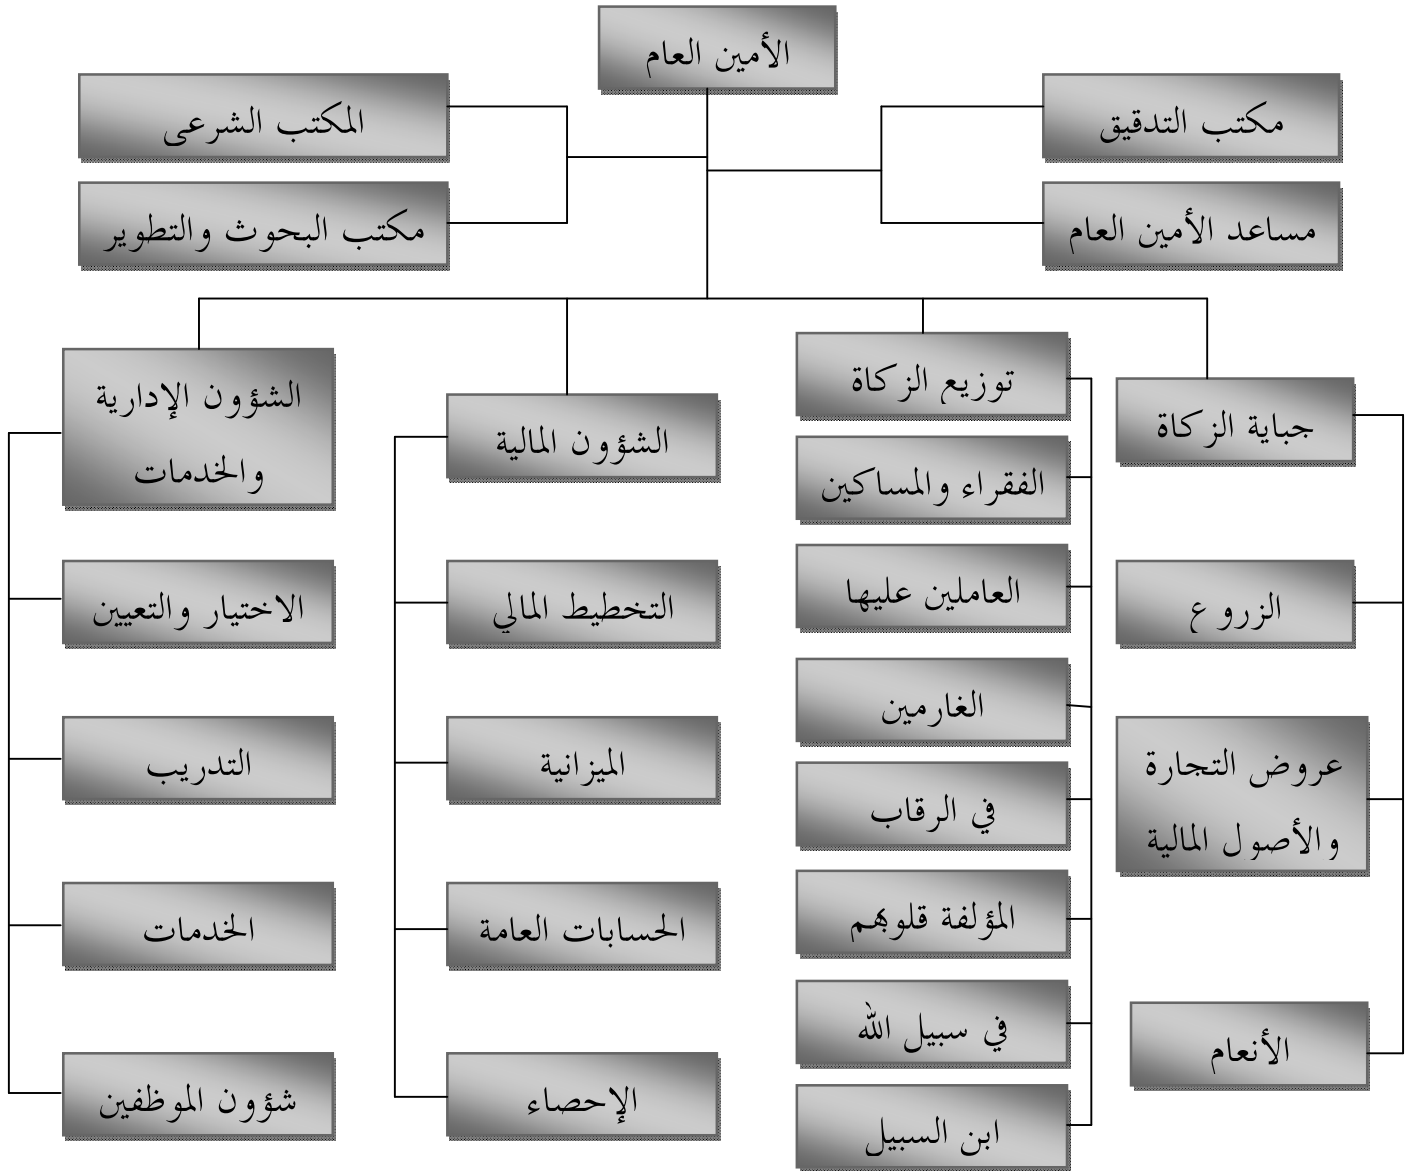 الأمين العام
مكتب التدقيق
المكتب الشرعى
مساعد الأمين العام
مكتب البحوث والتطوير
جباية الزكاة
الزروع
عروض التجارة
والأصول المالية
الأنعام
توزيع الزكاة
الفقراء والمساكين
العاملين عليها
الغارمين
في الرقاب
المؤلفة قلوبهم
في سبيل الله
ابن السبيل
الشؤون المالية
التخطيط المالي
الميزانية
الحسابات العامة
الإحصاء
الشؤون الإدارية
والخدمات
الاختيار والتعيين
التدريب
الخدمات
شؤون الموظفين